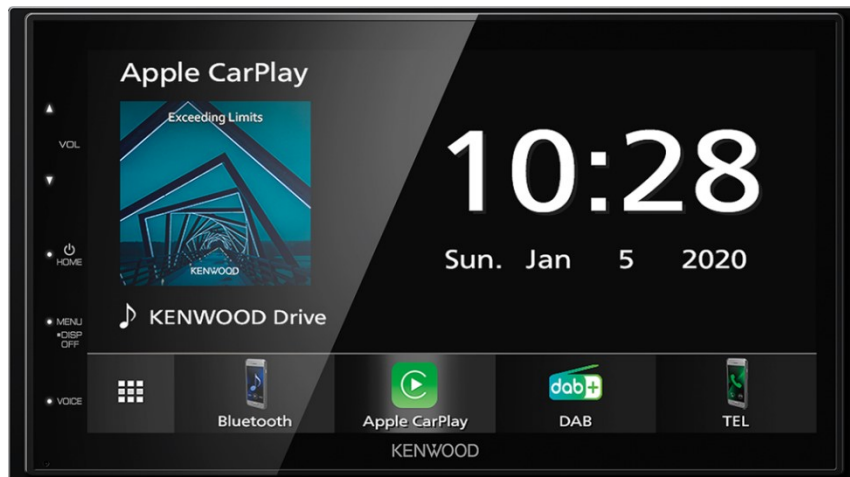 Apple CarPlay
Exceeding Limits
KENWOOD
KENWOOD Drive
10:28
Sun. Jan 5 2020
VOL
HOME
MENU
DISP
OFF
VOICE
Bluetooth
Apple CarPlay
dab+
DAB
TEL
KENWOOD